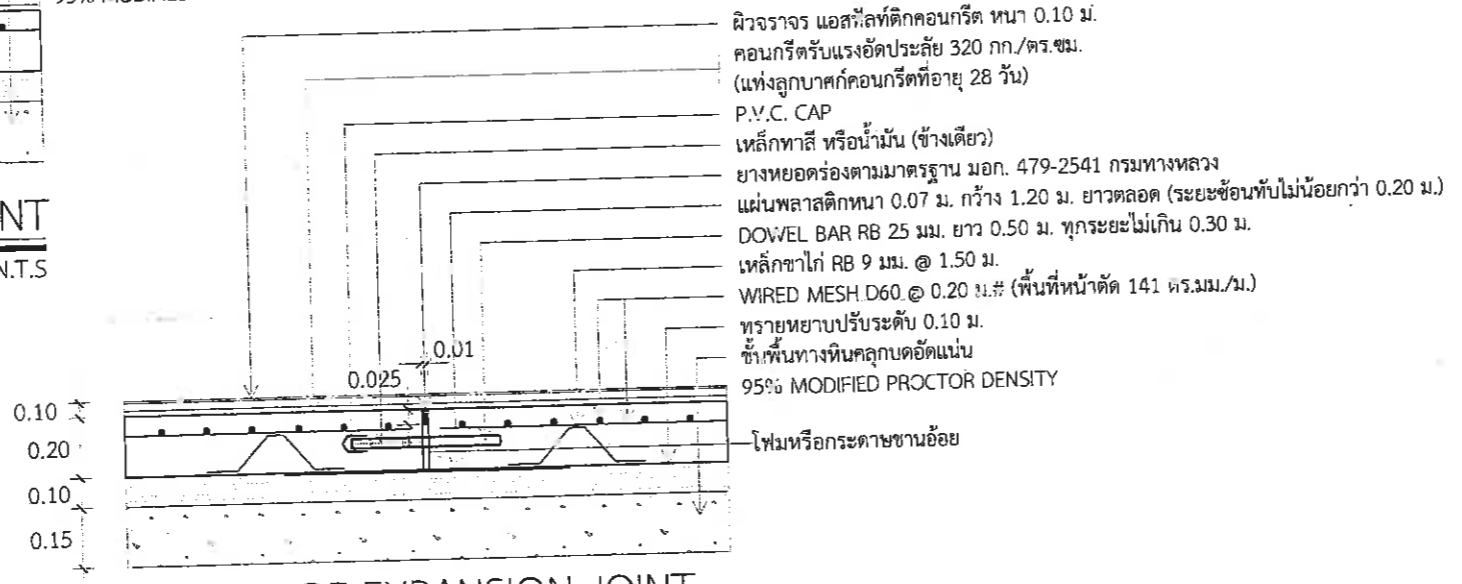 ผิวจราจร แอสฟัลท์ติกคอนกรีต หนา 0.10 ม.
คอนกรีตรับแรงอัดประลัย 320 กก./ตร.ซม.
(แท่งลูกบาศก์คอนกรีตที่อายุ 28 วัน)
P.V.C. CAP
เหล็กทาสี หรือน้ำมัน (ข้างเดียว)
ยางหยอดร่องตามมาตรฐาน มอก. 479-2541 กรมทางหลวง
แผ่นพลาสติกหนา 0.07 ม. กว้าง 1.20 ม. ยาวตลอด (ระยะซ้อนทับไม่น้อยกว่า 0.20 ม.)
DOWEL BAR RB 25 มม. ยาว 0.50 ม. ทุกระยะไม่เกิน 0.30 ม.
เหล็กขาไก่ RB 9 มม. @ 1.50 ม.
WIRED MESH D60 @ 0.20 ม.# (พื้นที่หน้าตัด 141 ตร.มม./ม.)
ทรายหยาบปรับระดับ 0.10 ม.
ชั้นพื้นทางหินคลุกบดอัดแน่น
95% MODIFIED PROCTOR DENSITY
โฟมหรือกระดาษชานอ้อย
NT
N.T.S
0.01
0.025
0.10
0.20
0.10
0.15
EXPANSION JOINT